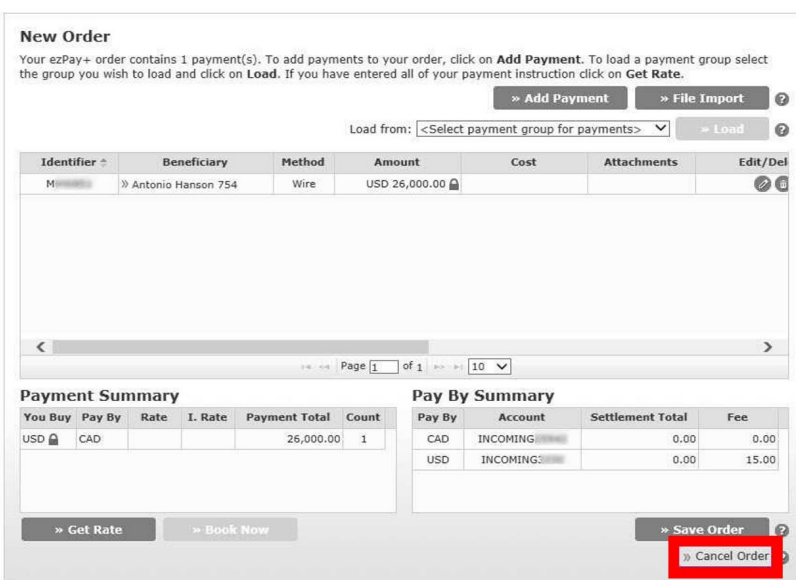 New Order
Your ezPay+ order contains 1 payment(s). To add payments to your order, click on Add Payment. To load a payment group select
the group you wish to load and click on Load. If you have entered all of your payment instruction click on Get Rate.
» Add Payment » File Import ?
Load from: <Select payment group for payments> » Load ?
Identifier Beneficiary Method Amount Cost Attachments Edit/Del
» Antonio Hanson 754 Wire USD 26,000.00
Page 1 of 1 10
Payment Summary Pay By Summary
You Buy Pay By Rate I. Rate Payment Total Count Pay By Account Settlement Total Fee
USD CAD 26,000.00 1 CAD INCOMING 0.00 0.00
USD INCOMING 0.00 15.00
» Get Rate » Book Now » Save Order ?
» Cancel Order ?